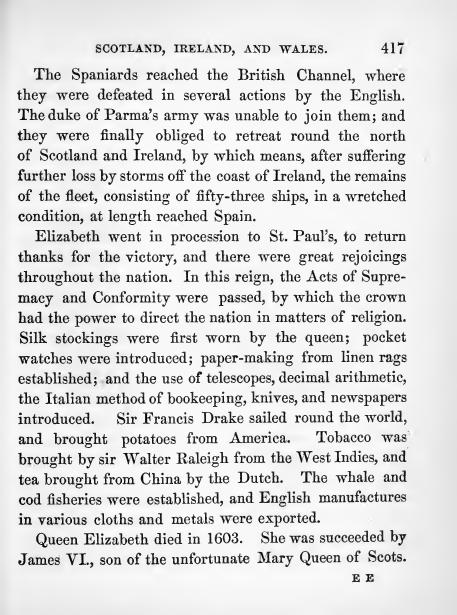 SCOTLAND, IRELAND, AND WALES. 417
The Spaniards reached the British Channel, where
they were defeated in several actions by the English.
The duke of Parma's army was unable to join them; and
they were finally obliged to retreat round the north
of Scotland and Ireland, by which means, after suffering
further loss by storms off the coast of Ireland, the remains
of the fleet, consisting of fifty-three ships, in a wretched
condition, at length reached Spain.
Elizabeth went in procession to St. Paul's, to return
thanks for the victory, and there were great rejoicings
throughout the nation. In this reign, the Acts of Supre-
macy and Conformity were passed, by which the crown
had the power to direct the nation in matters of religion.
Silk stockings were first worn by the queen; pocket
watches were introduced; paper-making from linen rags
established; and the use of telescopes, decimal arithmetic,
the Italian method of bookeeping, knives, and newspapers
introduced. Sir Francis Drake sailed round the world,
and brought potatoes from America. Tobacco was
brought by sir Walter Raleigh from the West Indies, and
tea brought from China by the Dutch. The whale and
cod fisheries were established, and English manufactures
in various cloths and metals were exported.
Queen Elizabeth died in 1603. She was succeeded by
James VI., son of the unfortunate Mary Queen of Scots.
E E